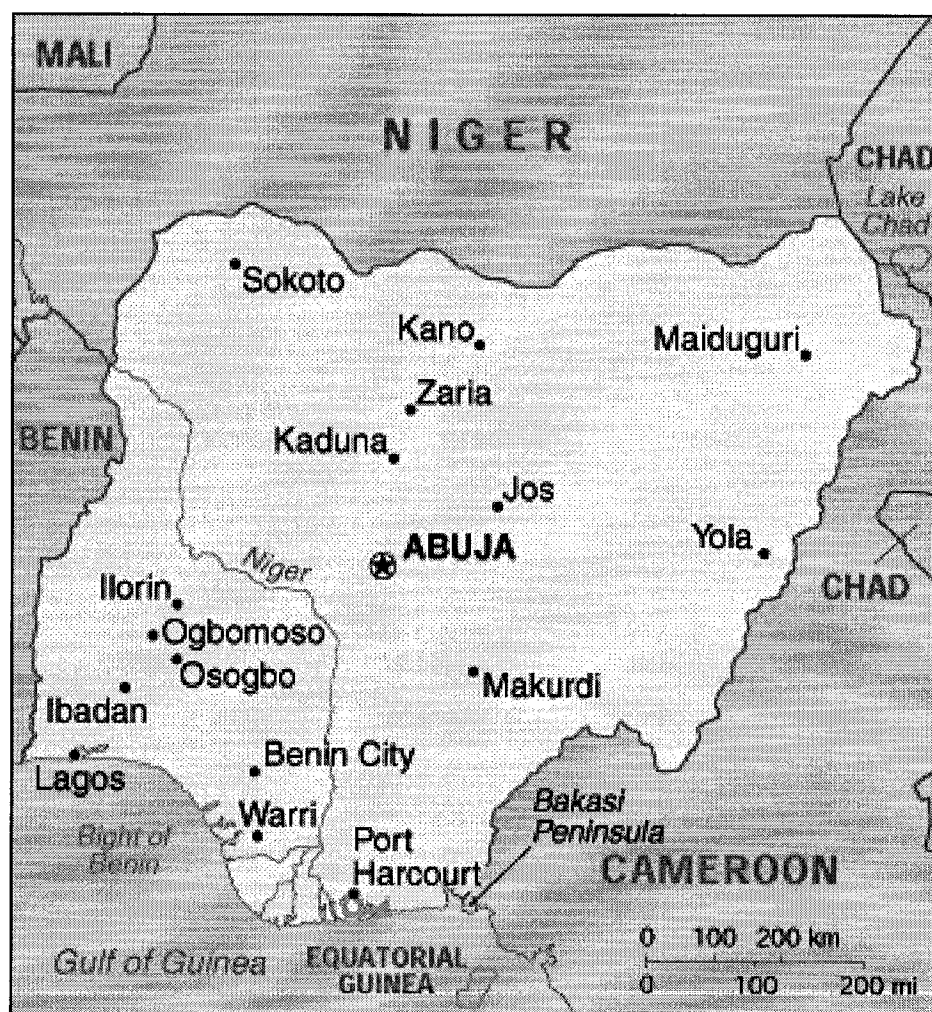 MALI
NIGER
CHAD
Lake
Chad
Sokoto
Kano
Maiduguri
Zaria
BENIN
Kaduna
Jos
ABUJA
Yola
Niger
CHAD
Ilorin
Ogbomoso
Osogbo
Makurdi
Ibadan
Benin City
Lagos
Bakasi
Peninsula
Warri
Bight of
Benin
Port
Harcourt
CAMEROON
0 100 200 km
Gulf of Guinea
EQUATORIAL
GUINEA
0 100 200 mi